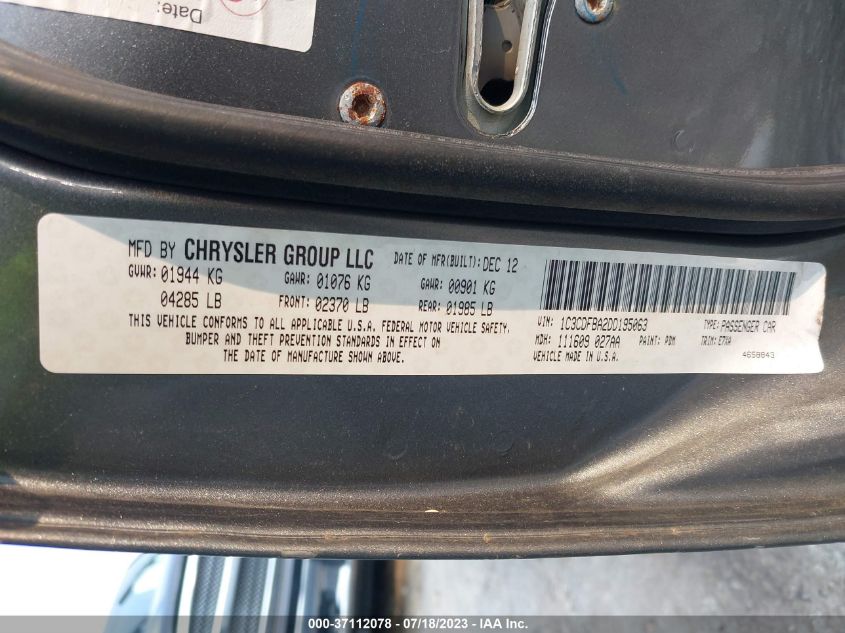 Date:
MFD BY CHRYSLER GROUP LLC DATE OF MFR(BUILT): DEC 12
GVWR: 01944 KG GAWR: 01076 KG GAWR: 00901 KG
04285 LB FRONT: 02370 LB REAR: 01985 LB
THIS VEHICLE CONFORMS TO ALL APPLICABLE U.S.A. FEDERAL MOTOR VEHICLE SAFETY,
BUMPER AND THEFT PREVENTION STANDARDS IN EFFECT ON
THE DATE OF MANUFACTURE SHOWN ABOVE.
VIN: 1C3CDFBA2DD195063 TYPE: PASSENGER CAR
MDH: 111609 027AA PAINT: PDM TRIM: E7XA
VEHICLE MADE IN U.S.A. 4658843
000-37112078 - 07/18/2023 - IAA Inc.